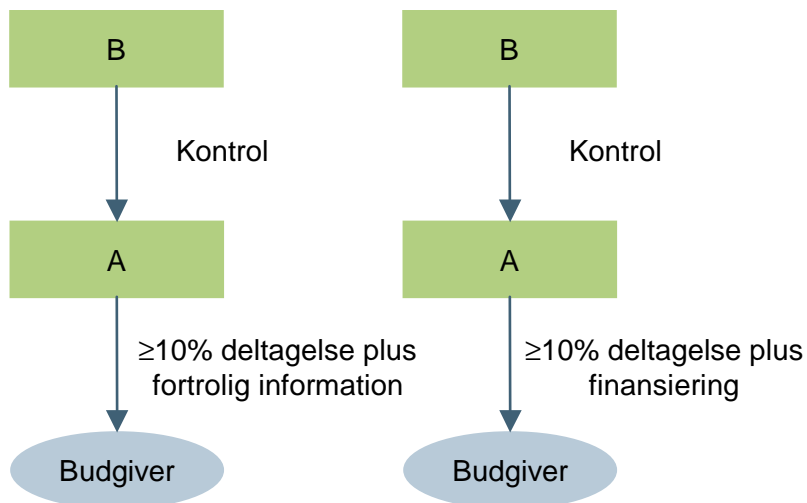 B
Kontrol
A
≥10% deltagelse plus
fortrolig information
Budgiver
B
Kontrol
A
≥10% deltagelse plus
finansiering
Budgiver